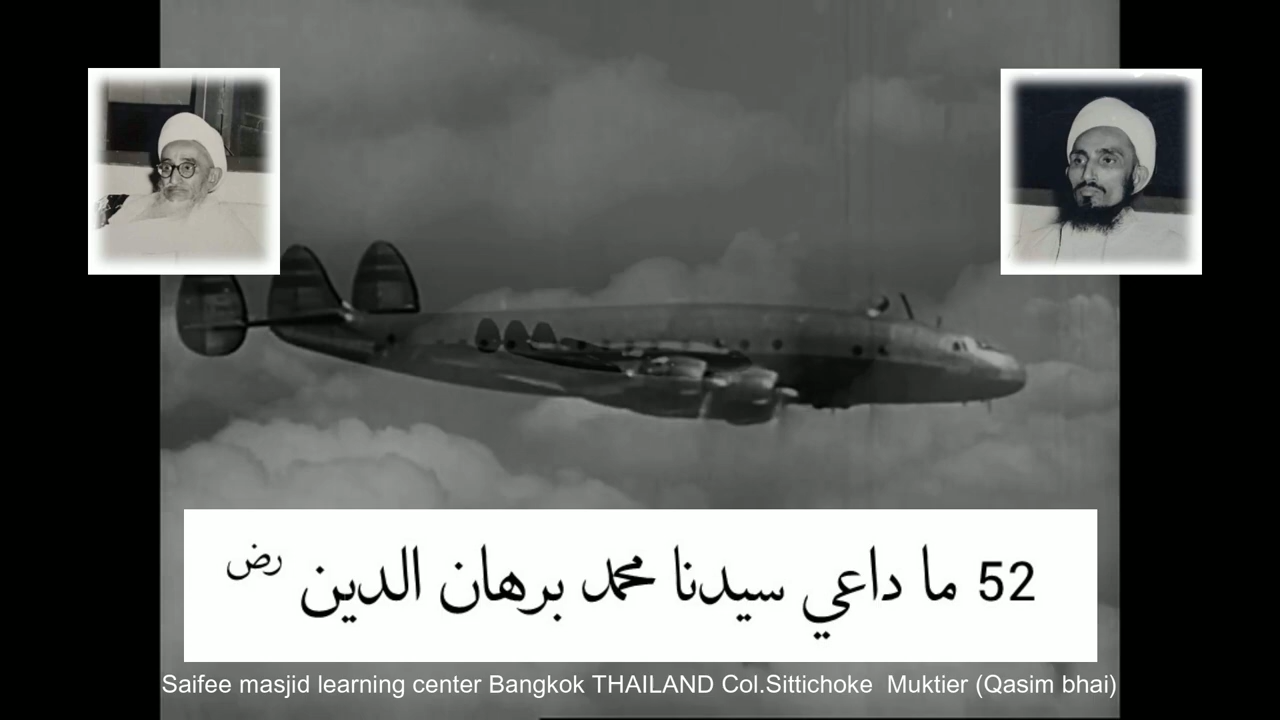 52 ما داعي سيدنا محمد برهان الدين رض
Saifee masjid learning center Bangkok THAILAND Col.Sittichoke  Muktier (Qasim bhai)